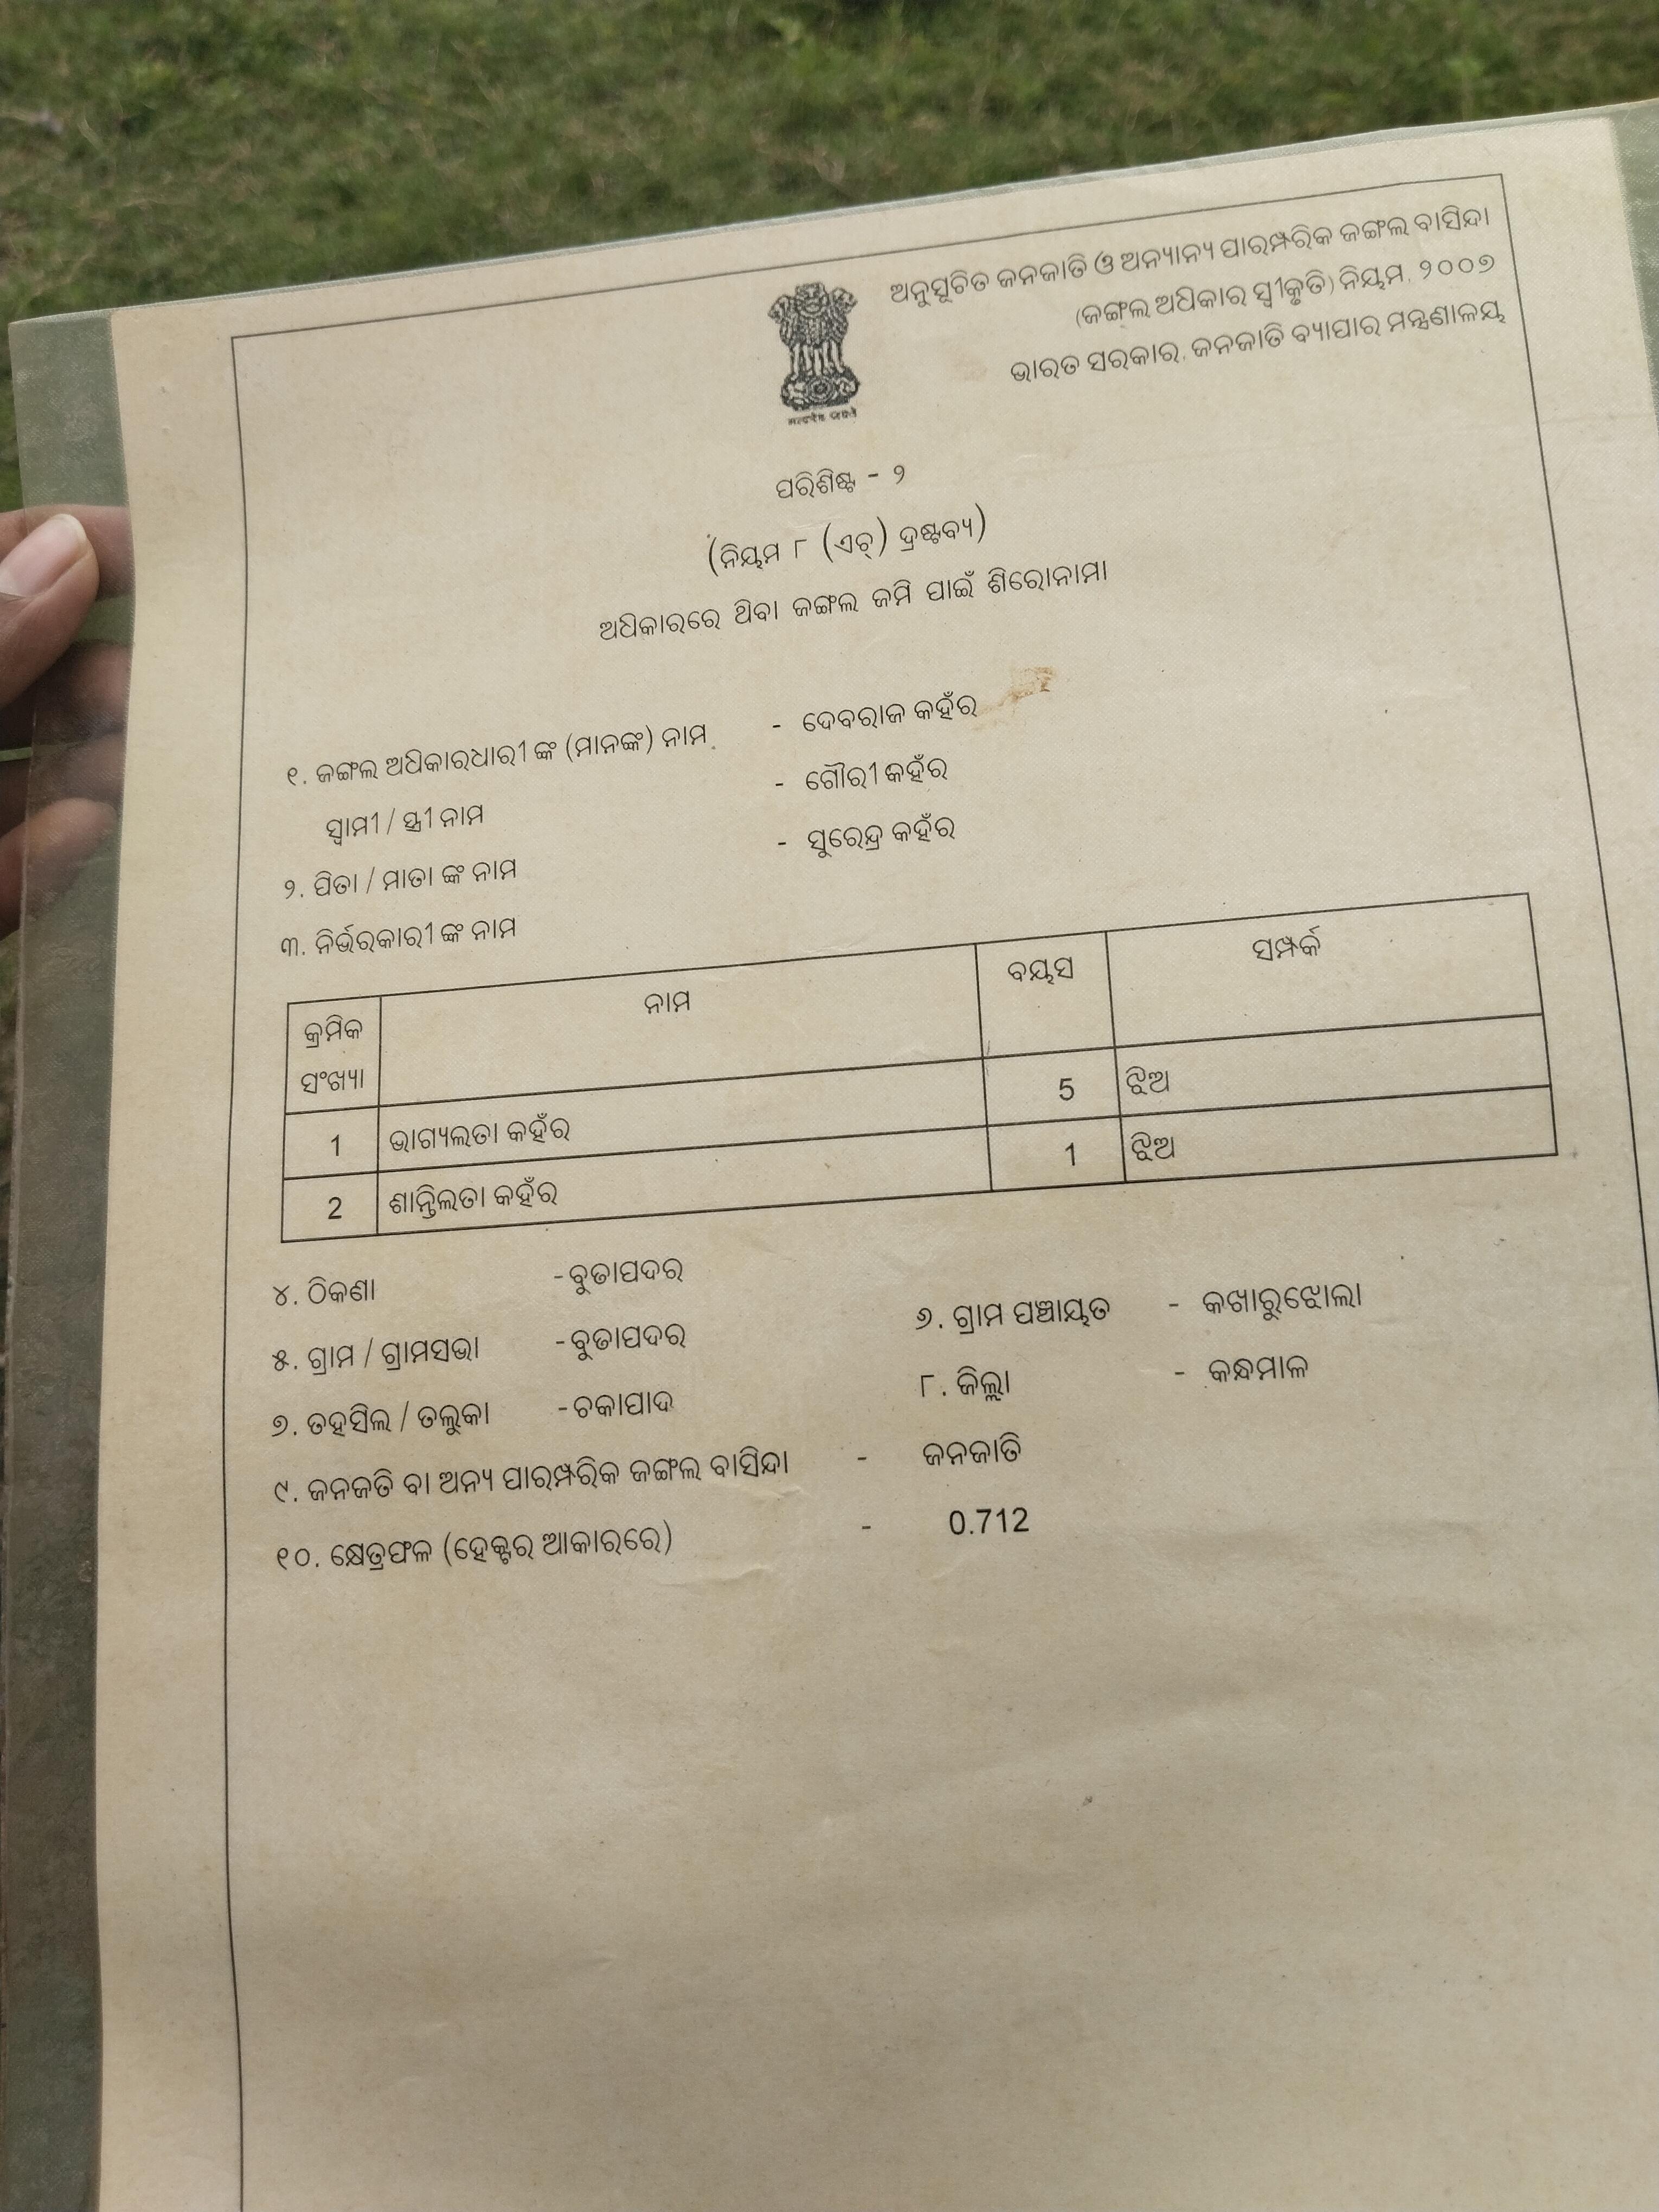 ଅନୁସୂଚିତ ଜନଜାତି ଓ ଅନ୍ୟାନ୍ୟ ପାରମ୍ପରିକ ଜଙ୍ଗଲ ବାସିନ୍ଦା
(ଜଙ୍ଗଲ ଅଧିକାର ସ୍ୱୀକୃତି) ନିୟମ, ୨୦୦୭
ଭାରତ ସରକାର, ଜନଜାତି ବ୍ୟାପାର ମନ୍ତ୍ରଣାଳୟ
सत्यमेव जयते
ପରିଶିଷ୍ଟ - ୨
(ନିୟମ ୮ (ଏଚ୍) ଦ୍ରଷ୍ଟବ୍ୟ)
ଅଧିକାରରେ ଥିବା ଜଙ୍ଗଲ ଜମି ପାଇଁ ଶିରୋନାମା
୧. ଜଙ୍ଗଲ ଅଧିକାରଧାରୀ ଙ୍କ (ମାନଙ୍କ) ନାମ - ଦେବରାଜ କହଁର
ସ୍ୱାମୀ / ସ୍ତ୍ରୀ ନାମ - ଗୌରୀ କହଁର
୨. ପିତା / ମାତା ଙ୍କ ନାମ - ସୁରେନ୍ଦ୍ର କହଁର
୩. ନିର୍ଭରକାରୀ ଙ୍କ ନାମ
କ୍ରମିକ ସଂଖ୍ୟା ନାମ ବୟସ ସମ୍ପର୍କ
1 ଭାଗ୍ୟଲତା କହଁର 5 ଝିଅ
2 ଶାନ୍ତିଲତା କହଁର 1 ଝିଅ
୪. ଠିକଣା - ବୁତାପଦର
୫. ଗ୍ରାମ / ଗ୍ରାମସଭା - ବୁତାପଦର ୬. ଗ୍ରାମ ପଞ୍ଚାୟତ - କଖାରୁଝୋଲା
୭. ତହସିଲ / ତଲୁକା - ଚକାପାଦ ୮. ଜିଲ୍ଲା - କନ୍ଧମାଳ
୯. ଜନଜତି ବା ଅନ୍ୟ ପାରମ୍ପରିକ ଜଙ୍ଗଲ ବାସିନ୍ଦା - ଜନଜାତି
୧୦. କ୍ଷେତ୍ରଫଳ (ହେକ୍ଟର ଆକାରରେ) - 0.712